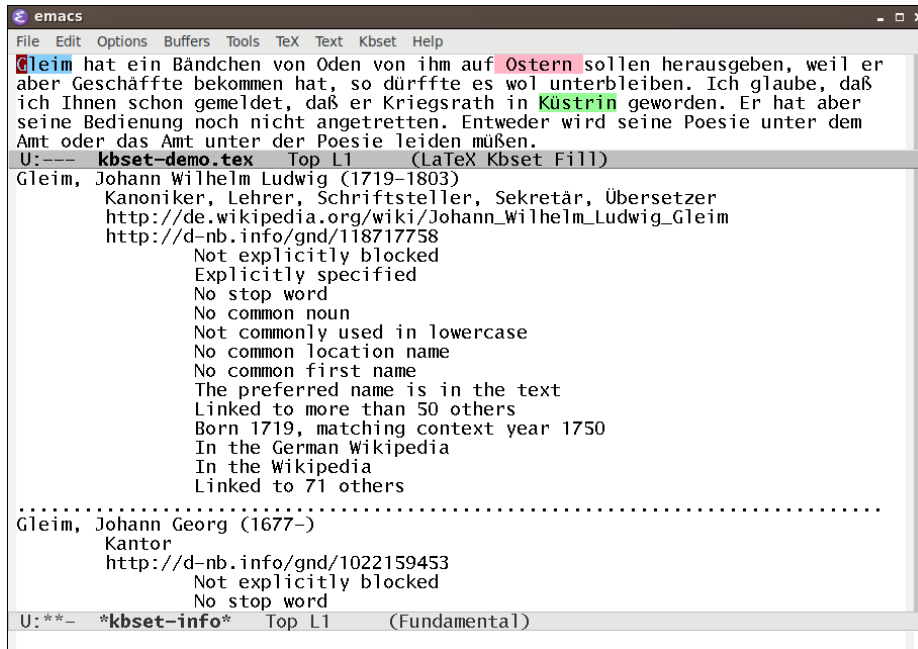 emacs
File Edit Options Buffers Tools TeX Text Kbset Help
Gleim hat ein Bändchen von Oden von ihm auf Ostern sollen herausgeben, weil er
aber Geschäffte bekommen hat, so dürffte es wol unterbleiben. Ich glaube, daß
ich Ihnen schon gemeldet, daß er Kriegsrath in Küstrin geworden. Er hat aber
seine Bedienung noch nicht angetretten. Entweder wird seine Poesie unter dem
Amt oder das Amt unter der Poesie leiden müßen.
U:--- kbset-demo.tex Top L1 (LaTeX Kbset Fill)
Gleim, Johann Wilhelm Ludwig (1719-1803)
Kanoniker, Lehrer, Schriftsteller, Sekretär, Übersetzer
http://de.wikipedia.org/wiki/Johann_Wilhelm_Ludwig_Gleim
http://d-nb.info/gnd/118717758
Not explicitly blocked
Explicitly specified
No stop word
No common noun
Not commonly used in lowercase
No common location name
No common first name
The preferred name is in the text
Linked to more than 50 others
Born 1719, matching context year 1750
In the German Wikipedia
In the Wikipedia
Linked to 71 others
..............................................................................
Gleim, Johann Georg (1677-)
Kantor
http://d-nb.info/gnd/1022159453
Not explicitly blocked
No stop word
U:**- *kbset-info* Top L1 (Fundamental)